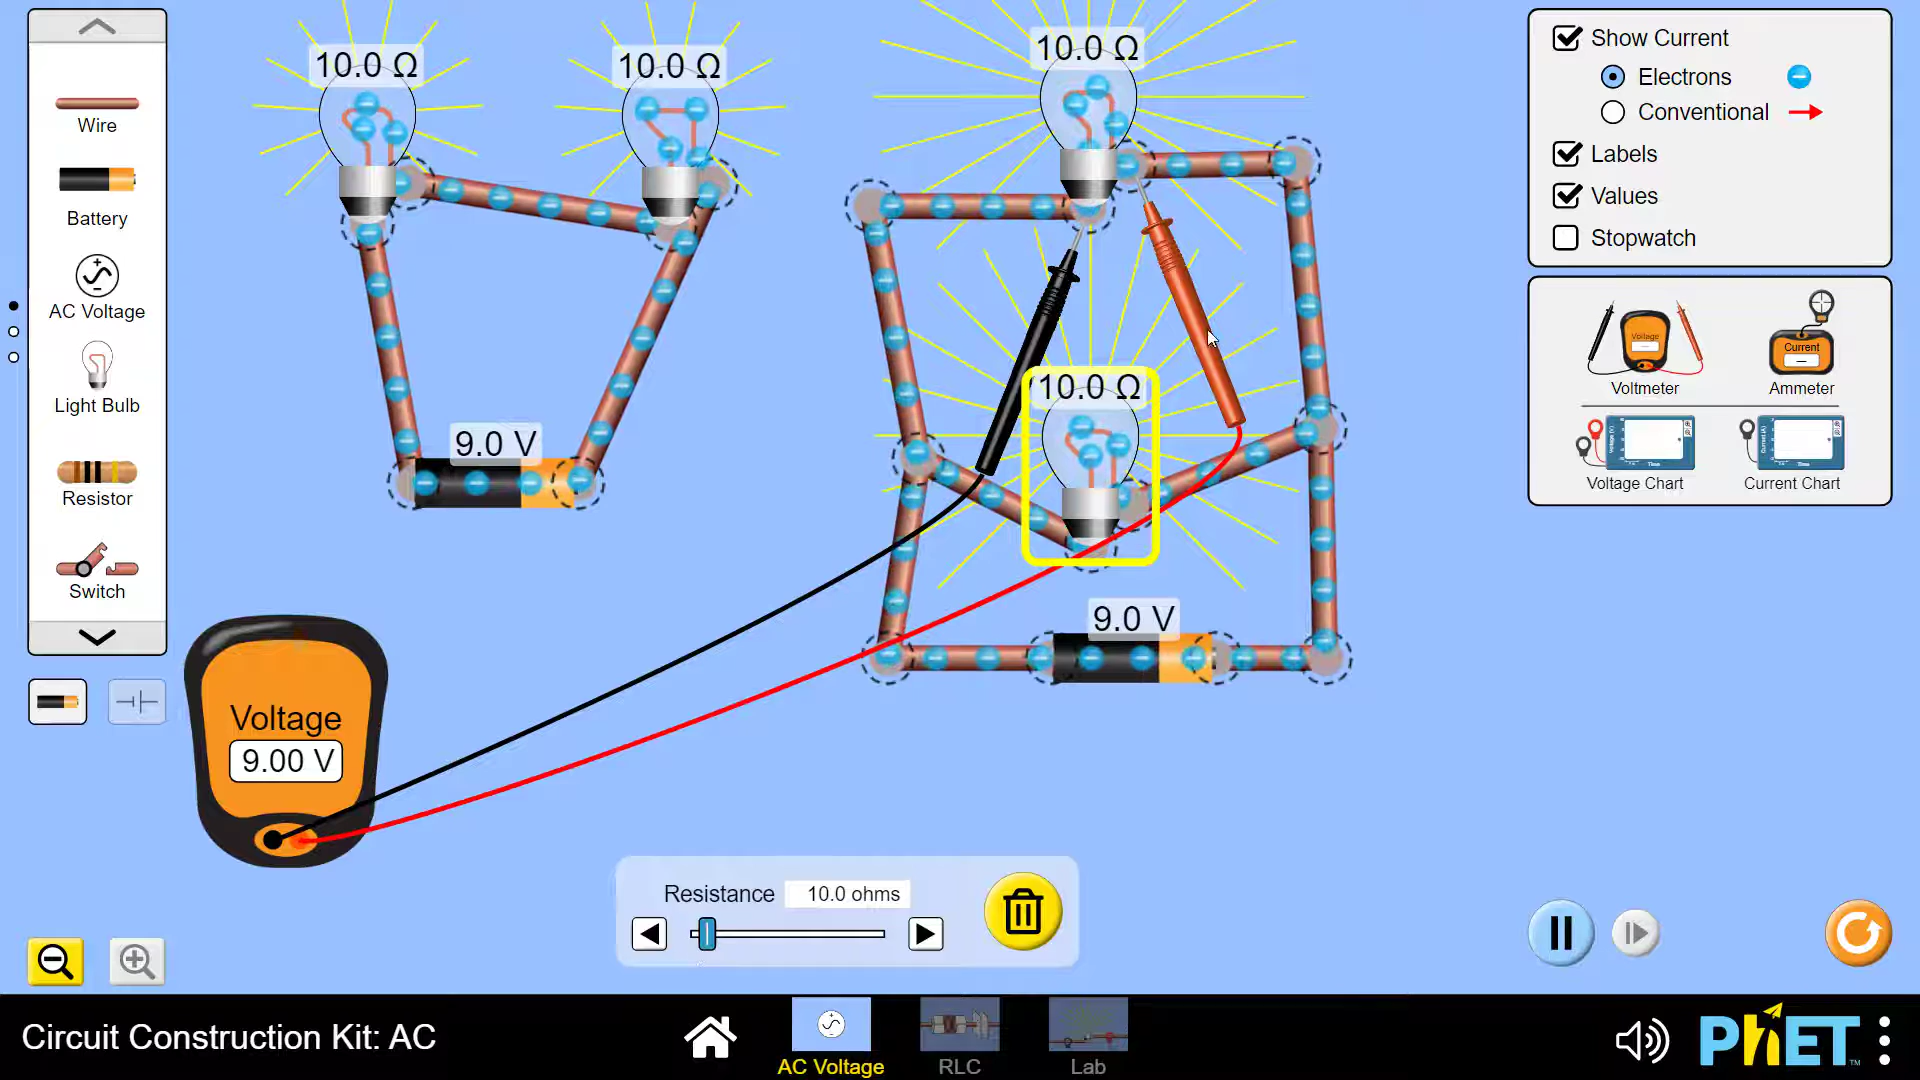 10.0 Ω
10.0 Ω
10.0 Ω
Show Current
Electrons
Conventional
Labels
Values
Stopwatch
Wire
Battery
AC Voltage
Light Bulb
Resistor
Switch
Voltage
Current
Voltmeter
Ammeter
Voltage Chart
Current Chart
10.0 Ω
9.0 V
9.0 V
Voltage
9.00 V
Resistance
10.0 ohms
Circuit Construction Kit: AC
AC Voltage
RLC
Lab
PhET